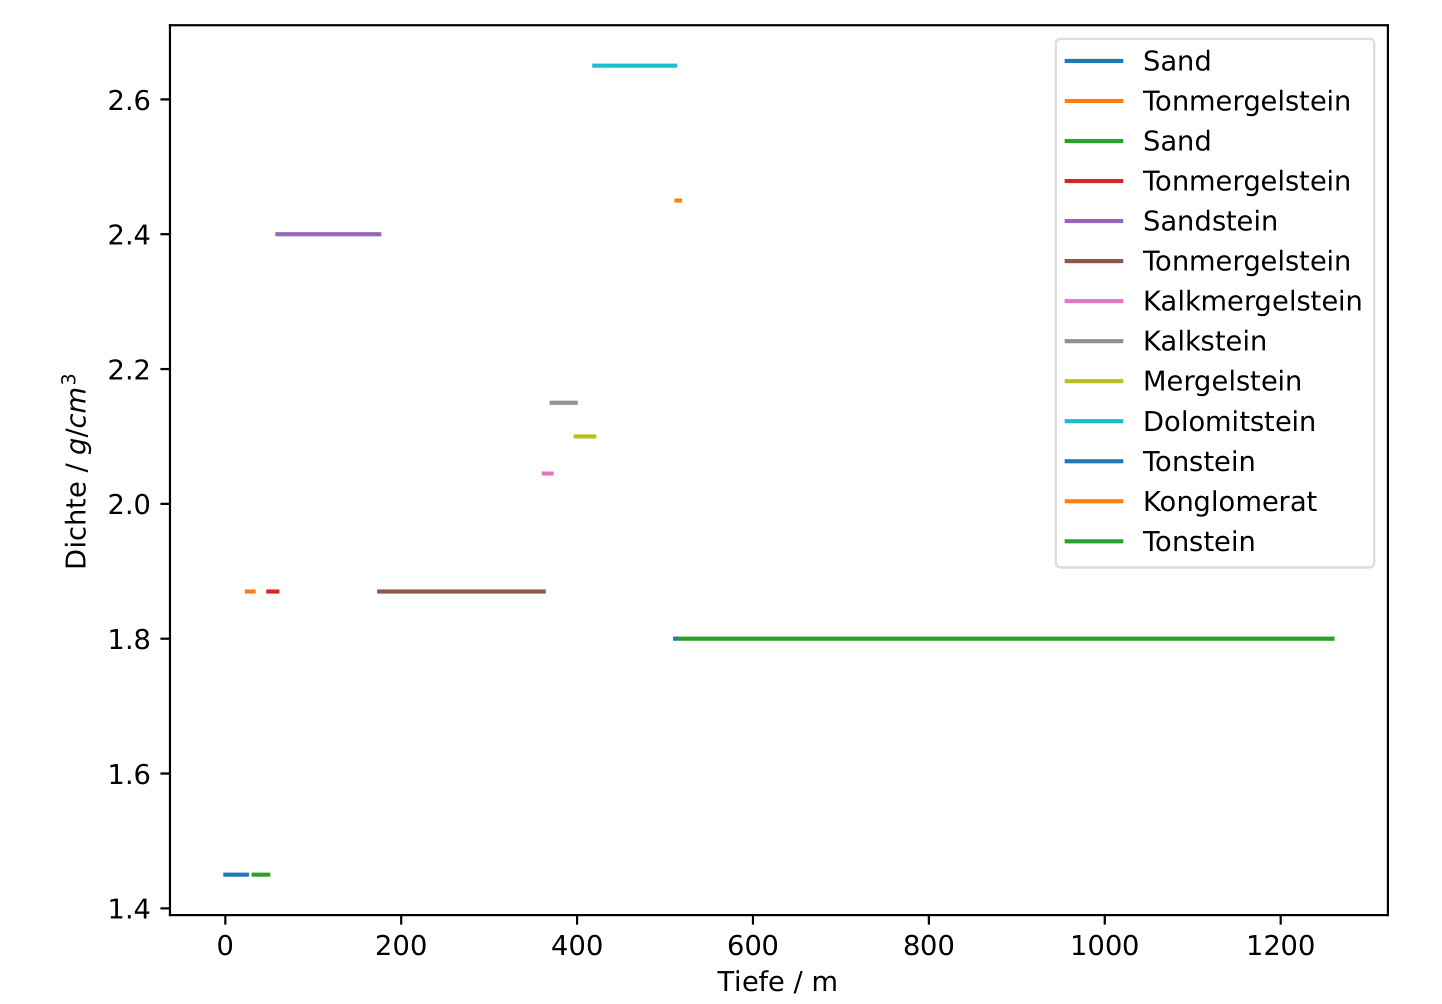 2.6
2.4
2.2
2.0
1.8
1.6
1.4
Dichte / g/cm³
0 200 400 600 800 1000 1200
Tiefe / m
Sand
Tonmergelstein
Sand
Tonmergelstein
Sandstein
Tonmergelstein
Kalkmergelstein
Kalkstein
Mergelstein
Dolomitstein
Tonstein
Konglomerat
Tonstein